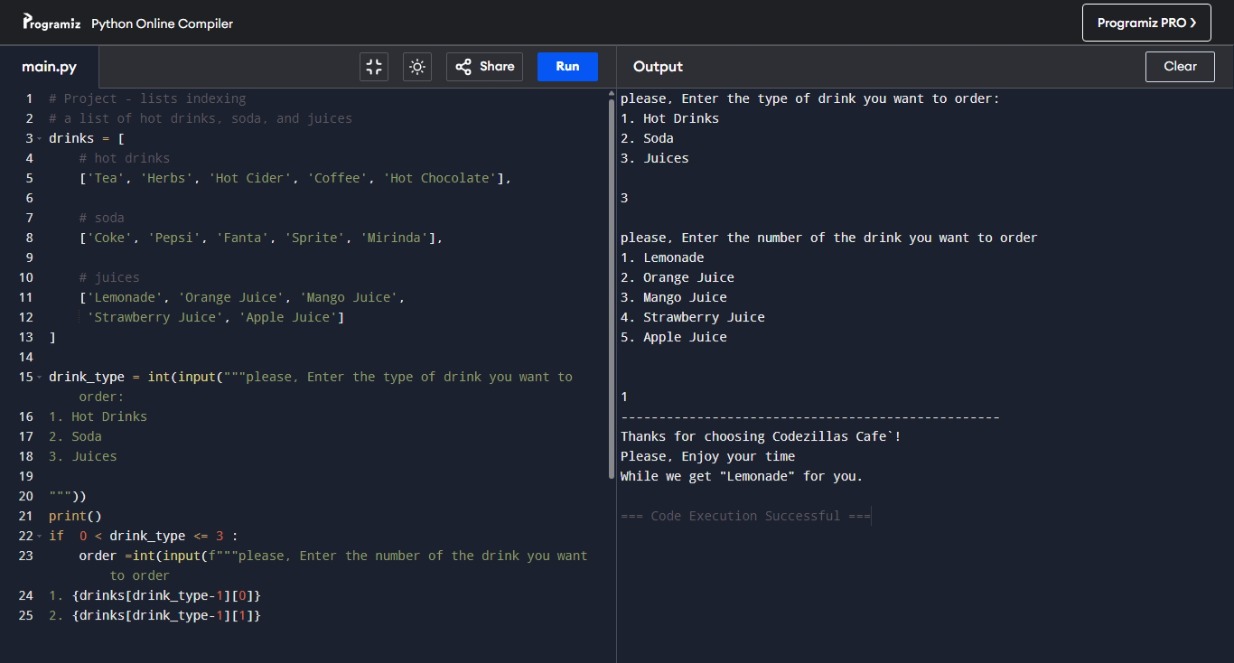 Programiz Python Online Compiler
Programiz PRO >
main.py
Share
Run
Output
Clear
1 # Project - lists indexing
2 # a list of hot drinks, soda, and juices
3 drinks = [
4 # hot drinks
5 ['Tea', 'Herbs', 'Hot Cider', 'Coffee', 'Hot Chocolate'],
6
7 # soda
8 ['Coke', 'Pepsi', 'Fanta', 'Sprite', 'Mirinda'],
9
10 # juices
11 ['Lemonade', 'Orange Juice', 'Mango Juice',
12 'Strawberry Juice', 'Apple Juice']
13 ]
14
15 drink_type = int(input("""please, Enter the type of drink you want to
order:
16 1. Hot Drinks
17 2. Soda
18 3. Juices
19
20 """))
21 print()
22 if 0 < drink_type <= 3 :
23 order =int(input(f"""please, Enter the number of the drink you want
to order
24 1. {drinks[drink_type-1][0]}
25 2. {drinks[drink_type-1][1]}
please, Enter the type of drink you want to order:
1. Hot Drinks
2. Soda
3. Juices
3
please, Enter the number of the drink you want to order
1. Lemonade
2. Orange Juice
3. Mango Juice
4. Strawberry Juice
5. Apple Juice
1
--------------------------------------------------
Thanks for choosing Codezillas Cafe`!
Please, Enjoy your time
While we get "Lemonade" for you.
=== Code Execution Successful ===